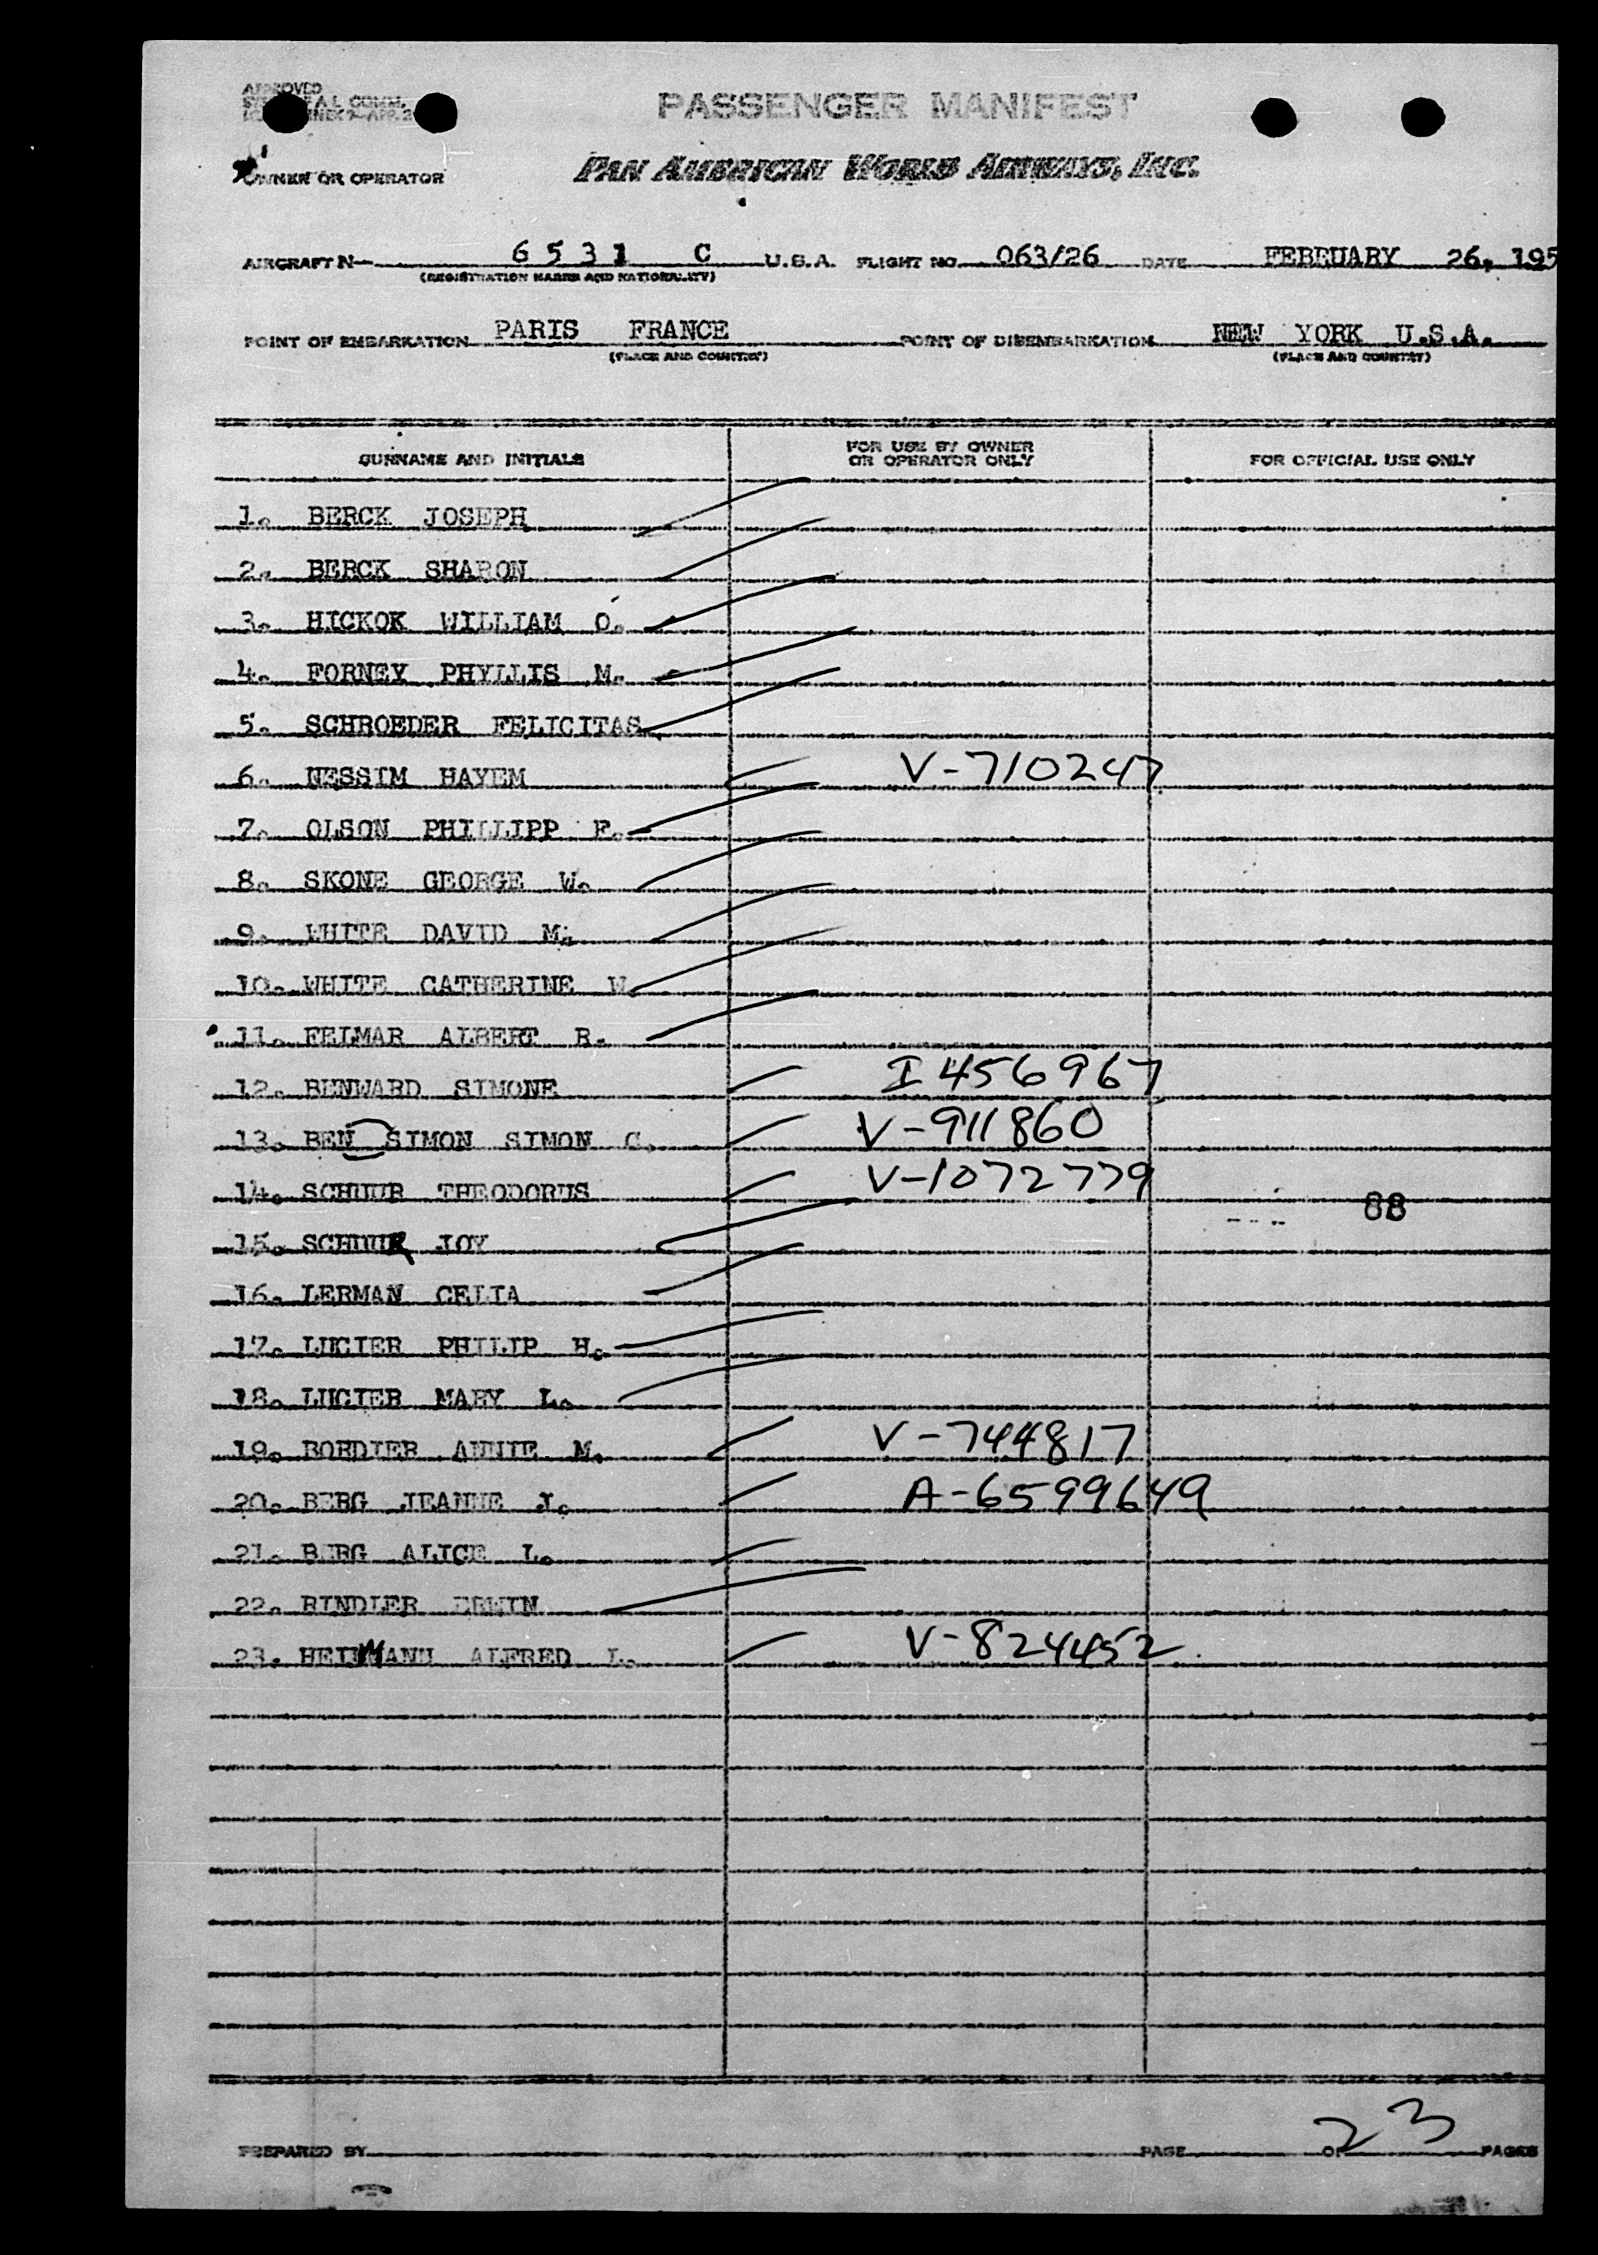 APPROVED
PASSENGER MANIFEST
OWNER OR OPERATOR
PAN AMERICAN WORLD AIRWAYS, INC.
AIRCRAFT N- 6531 C U.S.A. FLIGHT NO. 063/26 DATE FEBRUARY 26, 195
(REGISTRATION MARKS AND NATIONALITY)
POINT OF EMBARKATION PARIS FRANCE POINT OF DISEMBARKATION NEW YORK U.S.A.
(PLACE AND COUNTRY) (PLACE AND COUNTRY)
SURNAME AND INITIALS FOR USE BY OWNER OR OPERATOR ONLY FOR OFFICIAL USE ONLY
1. BERCK JOSEPH
2. BERCK SHARON
3. HICKOK WILLIAM O.
4. FORNEY PHYLLIS M.
5. SCHROEDER FELICITAS
6. NESSIM HAYEM V-710247
7. OLSON PHILLIPP F.
8. SKONE GEORGE W.
9. WHITE DAVID M.
10. WHITE CATHERINE W.
11. FELMAR ALBERT R.
12. BENWARD SIMONE I 456967
13. BEN SIMON SIMON C. V-911860
14. SCHUUR THEODORUS V-1072779
88
15. SCHUUR JOY
16. LERMAN CELIA
17. LUCIER PHILIP H.
18. LUCIER MARY L.
19. BORDIER ANNIE M. V-744817
20. BERG JEANNE J. A-6599649
21. BERG ALICE L.
22. RINDLER ERWIN
23. HEIMMANN ALFRED L. V-824452
23
PREPARED BY PAGE OF PAGES